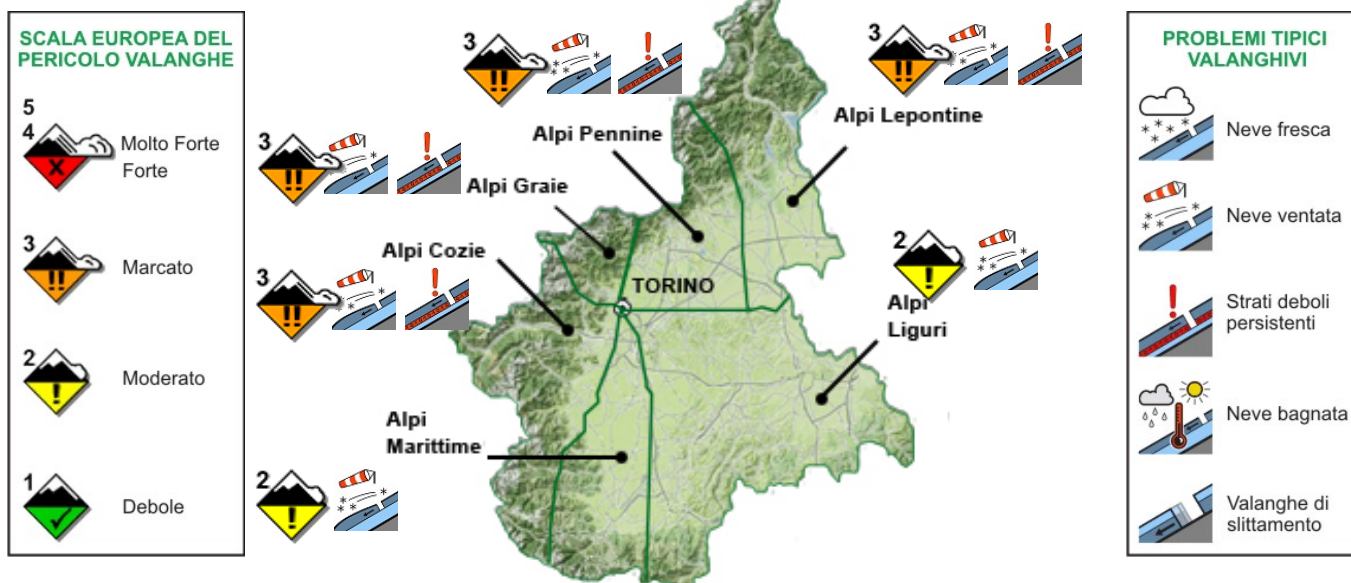 SCALA EUROPEA DEL
PERICOLO VALANGHE
5
4
Molto Forte
Forte
3
Marcato
2
Moderato
1
Debole
3
3
Alpi Pennine
Alpi Lepontine
3
Alpi Graie
Alpi Cozie
3
TORINO
2
Alpi
Liguri
Alpi
Marittime
2
PROBLEMI TIPICI
VALANGHIVI
Neve fresca
Neve ventata
Strati deboli
persistenti
Neve bagnata
Valanghe di
slittamento